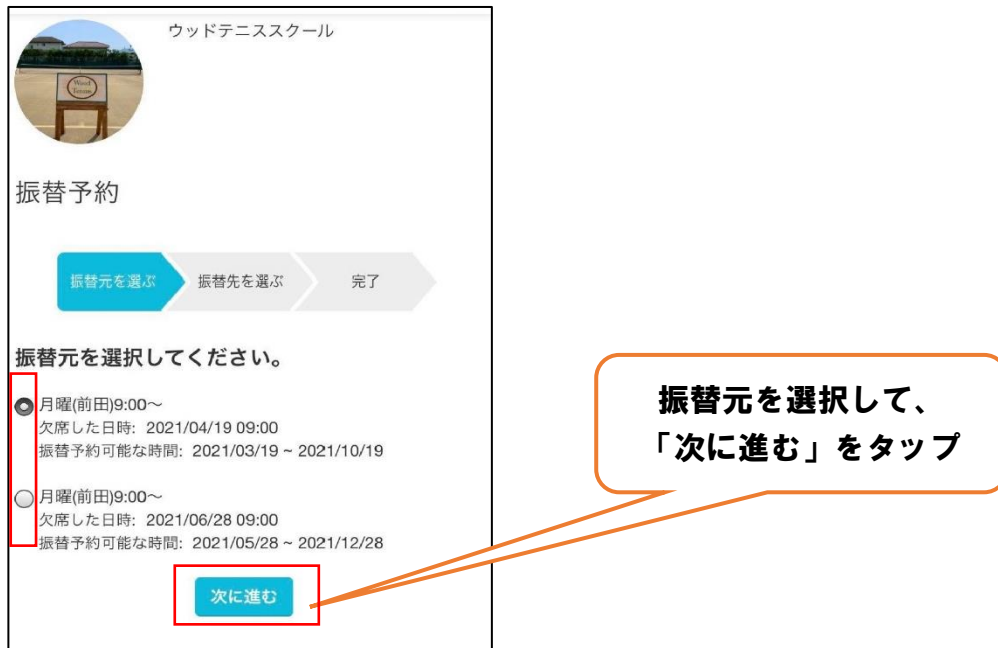 ウッドテニススクール
Wood
Tennis
振替予約
振替元を選ぶ
振替先を選ぶ
完了
振替元を選択してください。
月曜(前田)9:00〜
欠席した日時: 2021/04/19 09:00
振替予約可能な時間: 2021/03/19 ~ 2021/10/19
月曜(前田)9:00〜
欠席した日時: 2021/06/28 09:00
振替予約可能な時間: 2021/05/28 ~ 2021/12/28
次に進む
振替元を選択して、
「次に進む」をタップ